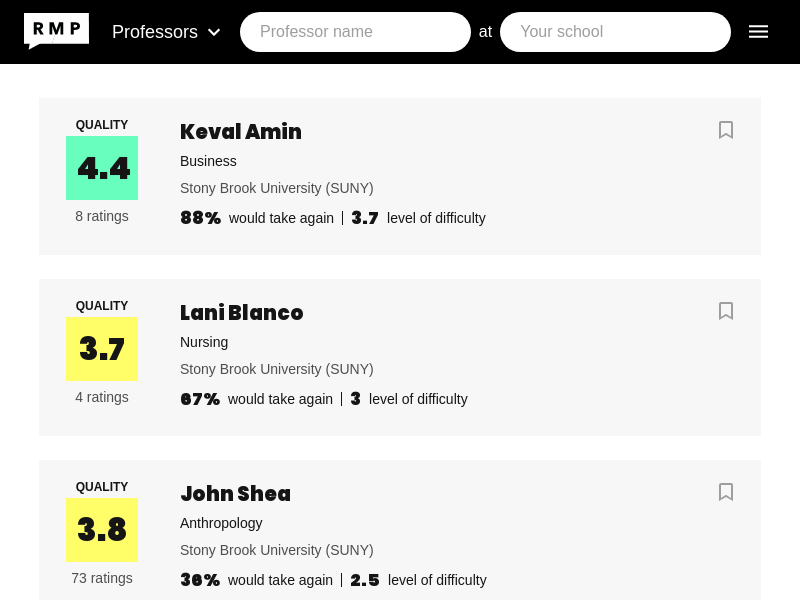 RMP Professors Professor name at Your school
QUALITY
4.4
8 ratings
Keval Amin
Business
Stony Brook University (SUNY)
88% would take again | 3.7 level of difficulty
QUALITY
3.7
4 ratings
Lani Blanco
Nursing
Stony Brook University (SUNY)
67% would take again | 3 level of difficulty
QUALITY
3.8
73 ratings
John Shea
Anthropology
Stony Brook University (SUNY)
36% would take again | 2.5 level of difficulty